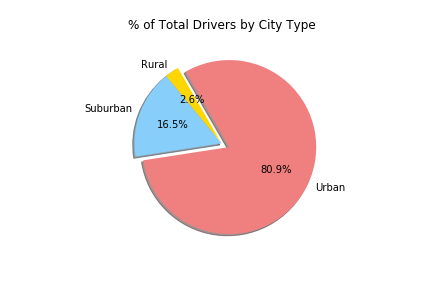 % of Total Drivers by City Type
Rural
2.6%
Suburban
16.5%
80.9%
Urban